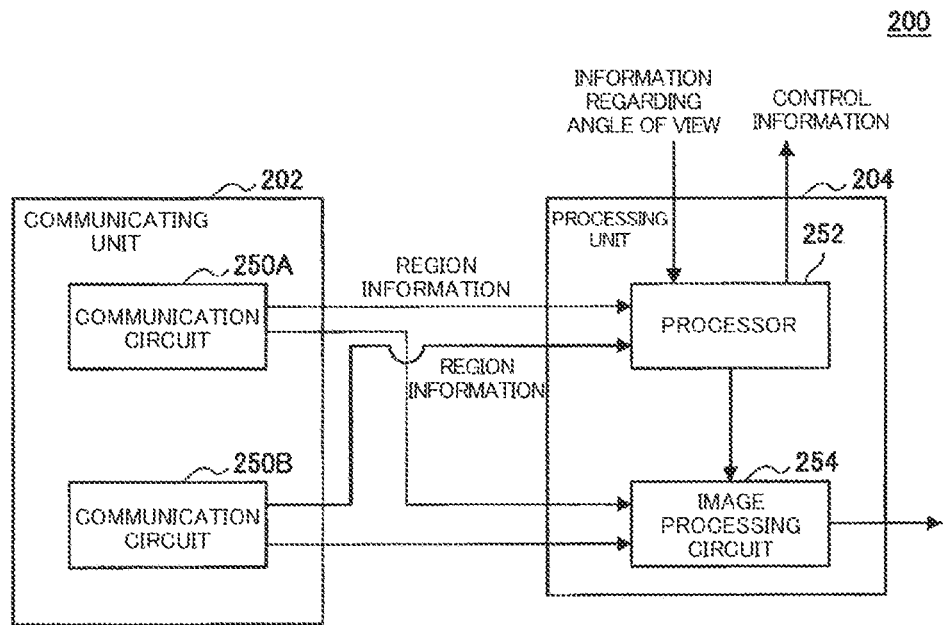 200
INFORMATION
REGARDING
ANGLE OF VIEW
CONTROL
INFORMATION
202
COMMUNICATING
UNIT
250A
COMMUNICATION
CIRCUIT
REGION
INFORMATION
204
PROCESSING
UNIT
252
PROCESSOR
REGION
INFORMATION
250B
COMMUNICATION
CIRCUIT
254
IMAGE
PROCESSING
CIRCUIT